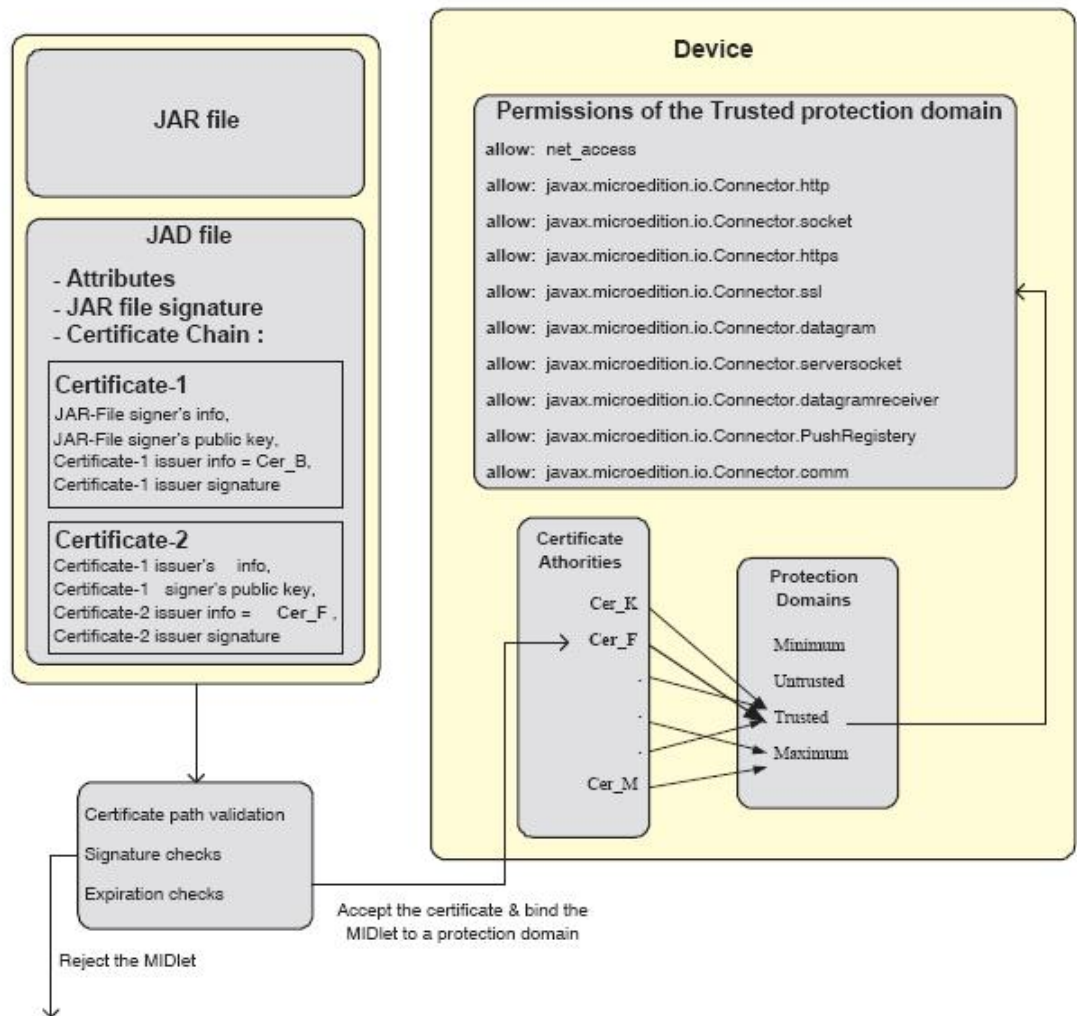 JAR file
JAD file
- Attributes
- JAR file signature
- Certificate Chain :
Certificate-1
JAR-File signer's info,
JAR-File signer's public key,
Certificate-1 issuer info = Cer_B,
Certificate-1 issuer signature
Certificate-2
Certificate-1 issuer's info,
Certificate-1 signer's public key,
Certificate-2 issuer info = Cer_F ,
Certificate-2 issuer signature
Certificate path validation
Signature checks
Expiration checks
Reject the MIDlet
Accept the certificate & bind the
MIDlet to a protection domain
Device
Permissions of the Trusted protection domain
allow: net_access
allow: javax.microedition.io.Connector.http
allow: javax.microedition.io.Connector.socket
allow: javax.microedition.io.Connector.https
allow: javax.microedition.io.Connector.ssl
allow: javax.microedition.io.Connector.datagram
allow: javax.microedition.io.Connector.serversocket
allow: javax.microedition.io.Connector.datagramreceiver
allow: javax.microedition.io.Connector.PushRegistery
allow: javax.microedition.io.Connector.comm
Certificate
Athorities
Cer_K
Cer_F
.
.
.
Cer_M
Protection
Domains
Minimum
Untrusted
Trusted
Maximum